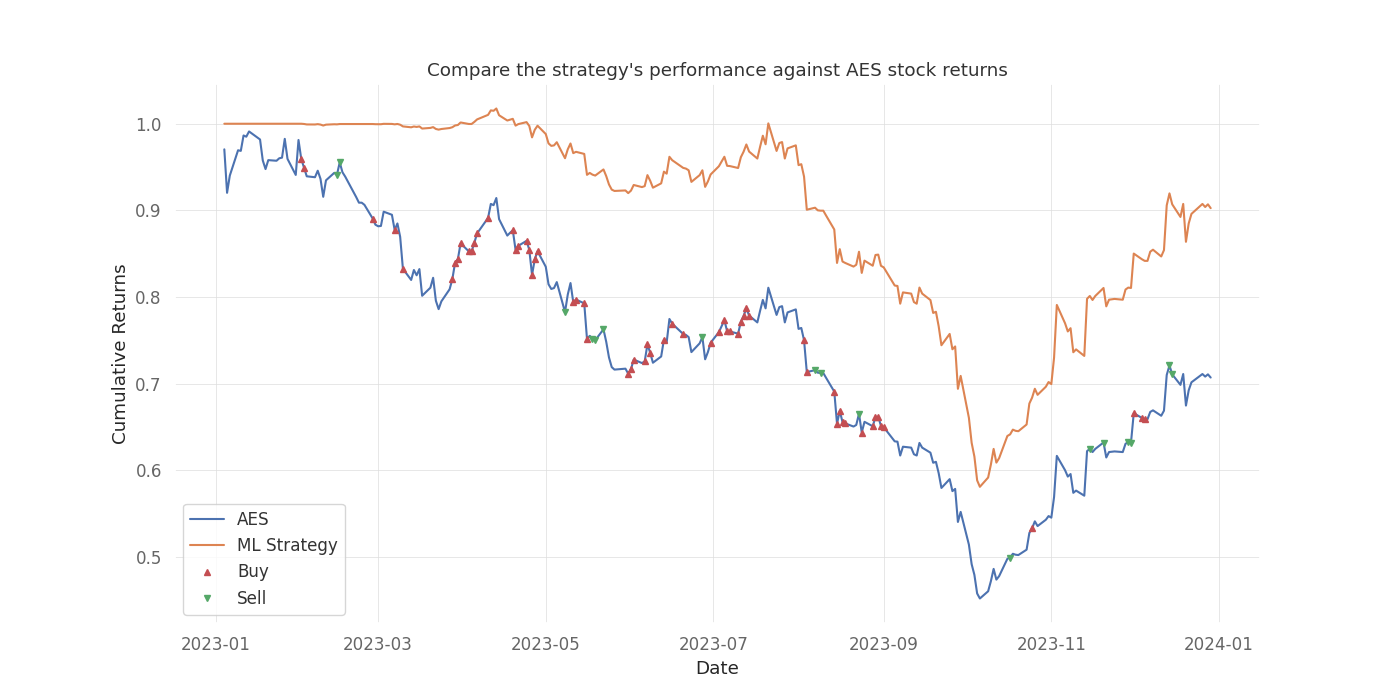 Compare the strategy's performance against AES stock returns
Cumulative Returns
1.0
0.9
0.8
0.7
0.6
0.5
AES
ML Strategy
Buy
Sell
2023-01 2023-03 2023-05 2023-07 2023-09 2023-11 2024-01
Date